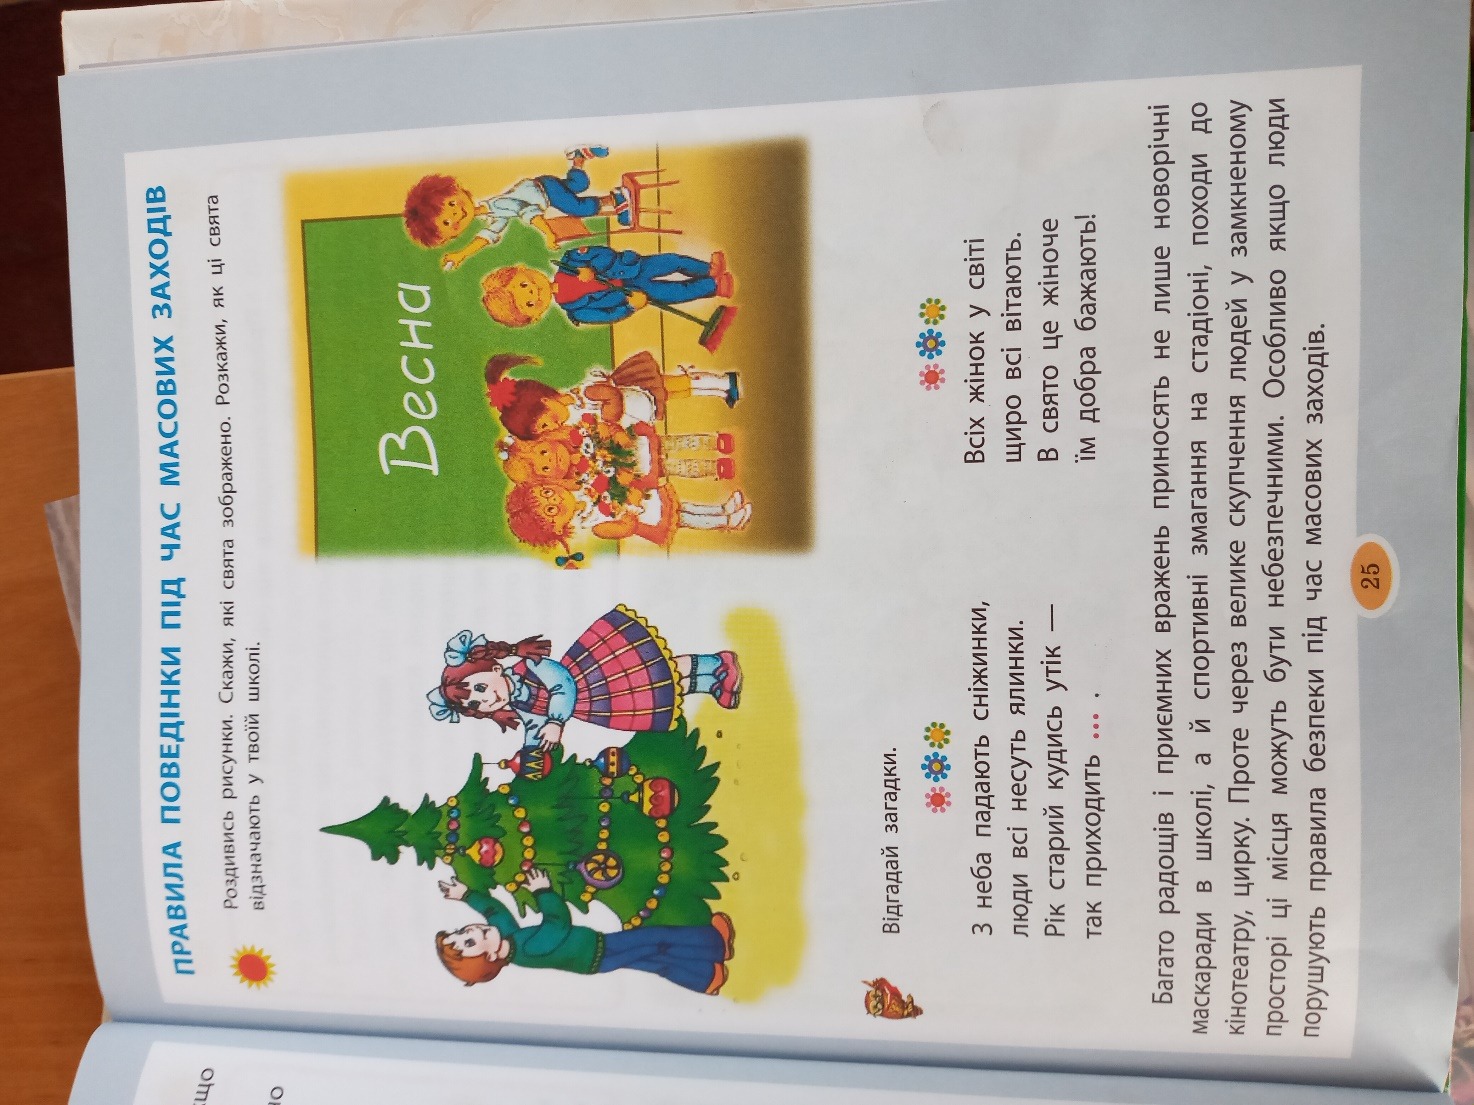 ПРАВИЛА ПОВЕДІНКИ ПІД ЧАС МАСОВИХ ЗАХОДІВ
Роздивись рисунки. Скажи, які свята зображено. Розкажи, як ці свята
відзначають у твоїй школі.
Весна
Відгадай загадки.
З неба падають сніжинки,
люди всі несуть ялинки.
Рік старий кудись утік —
так приходить ... .
Всіх жінок у світі
щиро всі вітають.
В свято це жіноче
їм добра бажають!
Багато радощів і приємних вражень приносять не лише новорічні
маскаради в школі, а й спортивні змагання на стадіоні, походи до
кінотеатру, цирку. Проте через велике скупчення людей у замкненому
просторі ці місця можуть бути небезпечними. Особливо якщо люди
порушують правила безпеки під час масових заходів.
25